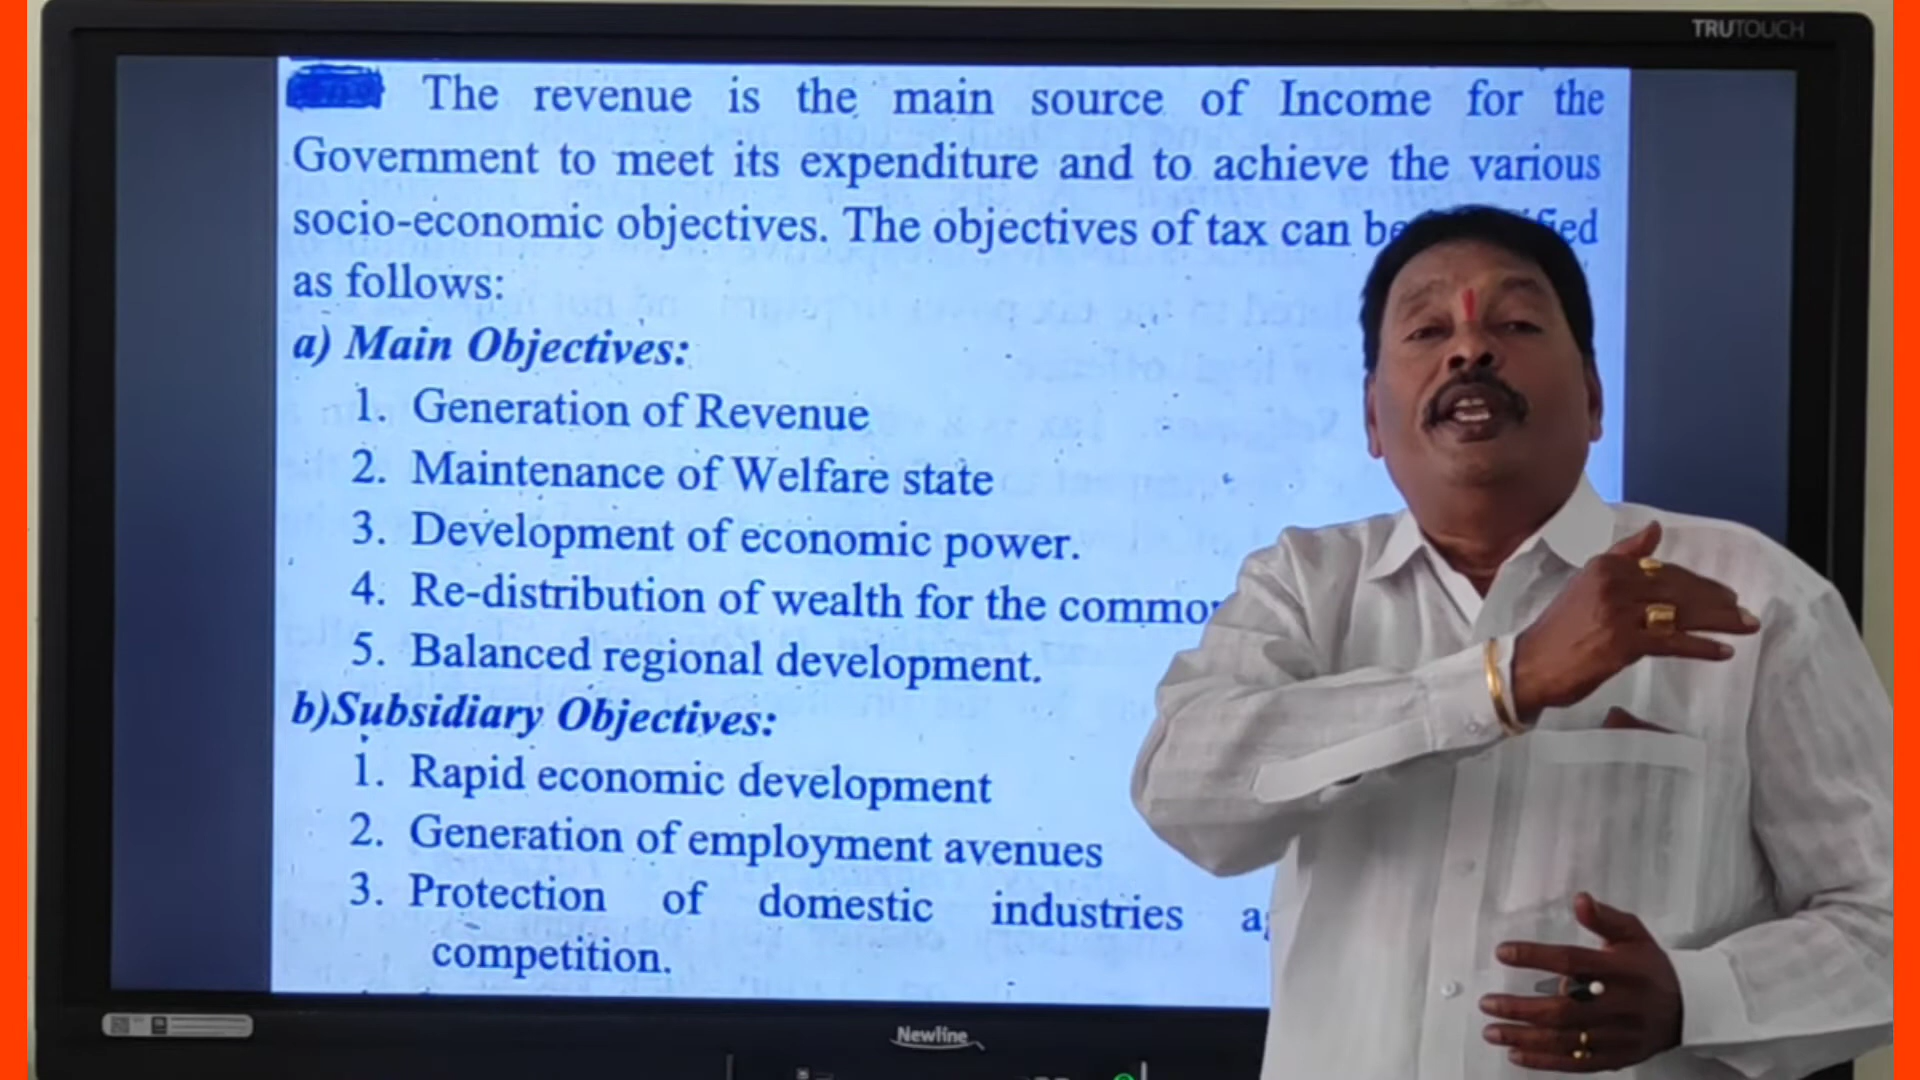 TRUTOUCH
The revenue is the main source of Income for the
Government to meet its expenditure and to achieve the various
socio-economic objectives. The objectives of tax can be
as follows:
a) Main Objectives:
1. Generation of Revenue
2. Maintenance of Welfare state
3. Development of economic power.
4. Re-distribution of wealth for the
5. Balanced regional development.
b)Subsidiary Objectives:
1. Rapid economic development
2. Generation of employment avenues
3. Protection of domestic industries
competition.
Newline